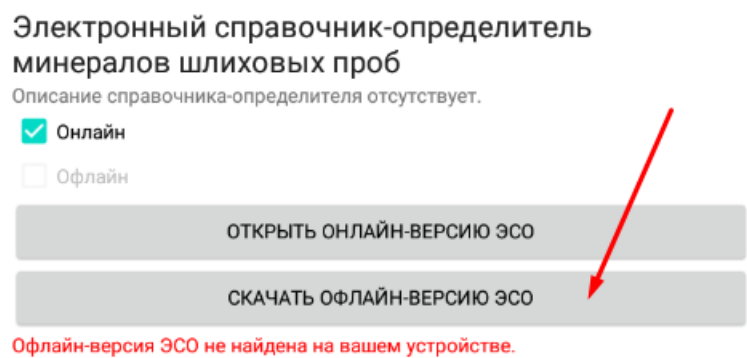 Электронный справочник-определитель
минералов шлиховых проб
Описание справочника-определителя отсутствует.
Онлайн
Офлайн
ОТКРЫТЬ ОНЛАЙН-ВЕРСИЮ ЭСО
СКАЧАТЬ ОФЛАЙН-ВЕРСИЮ ЭСО
Офлайн-версия ЭСО не найдена на вашем устройстве.